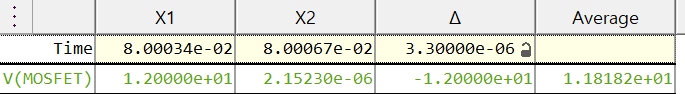 X1 X2 Δ Average
Time 8.00034e-02 8.00067e-02 3.30000e-06
V(MOSFET) 1.20000e+01 2.15230e-06 -1.20000e+01 1.18182e+01